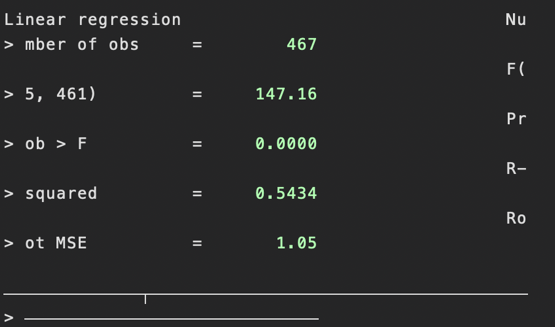 Linear regression Nu
> mber of obs = 467
F(
> 5, 461) = 147.16
Pr
> ob > F = 0.0000
R-
> squared = 0.5434
Ro
> ot MSE = 1.05
>